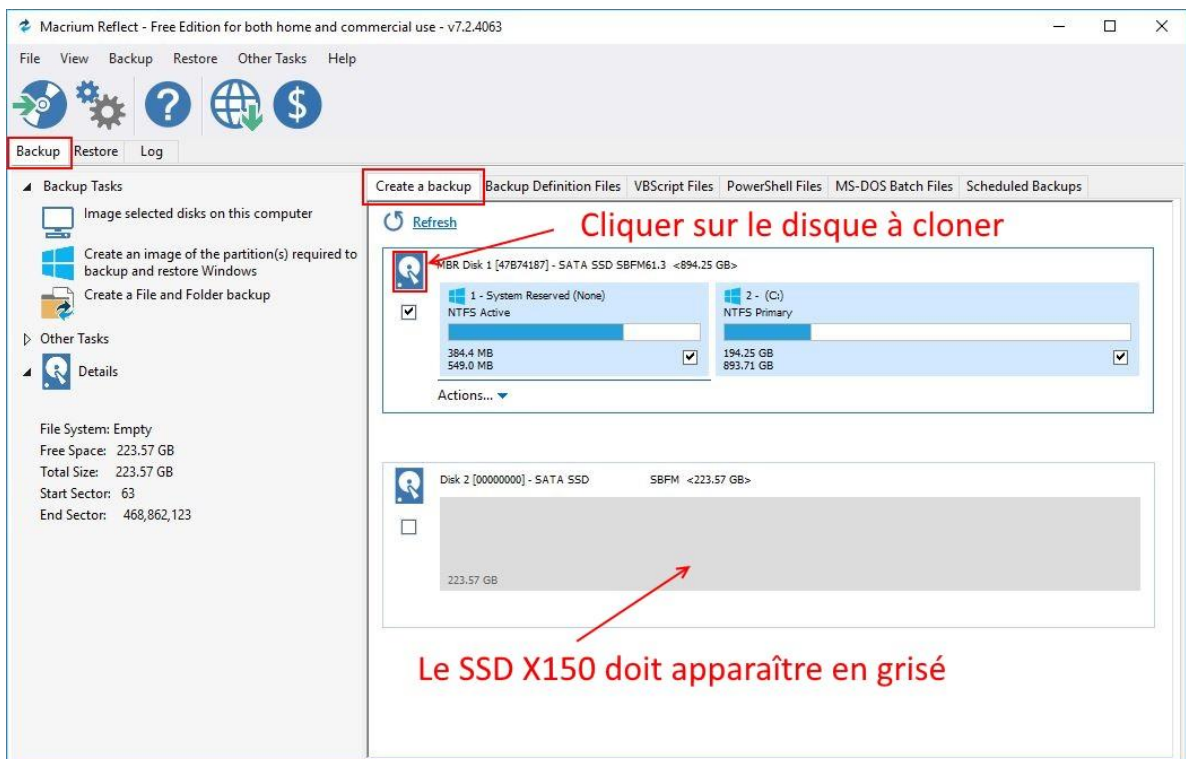 Macrium Reflect - Free Edition for both home and commercial use - v7.2.4063
File View Backup Restore Other Tasks Help
Backup Restore Log
Backup Tasks
Image selected disks on this computer
Create an image of the partition(s) required to
backup and restore Windows
Create a File and Folder backup
Other Tasks
Details
File System: Empty
Free Space: 223.57 GB
Total Size: 223.57 GB
Start Sector: 63
End Sector: 468,862,123
Create a backup Backup Definition Files VBScript Files PowerShell Files MS-DOS Batch Files Scheduled Backups
Refresh
Cliquer sur le disque à cloner
MBR Disk 1 [47B74187] - SATA SSD SBFM61.3 <894.25 GB>
1 - System Reserved (None)
NTFS Active
384.4 MB
549.0 MB
2 - (C:)
NTFS Primary
194.25 GB
893.71 GB
Actions...
Disk 2 [00000000] - SATA SSD SBFM <223.57 GB>
223.57 GB
Le SSD X150 doit apparaître en grisé